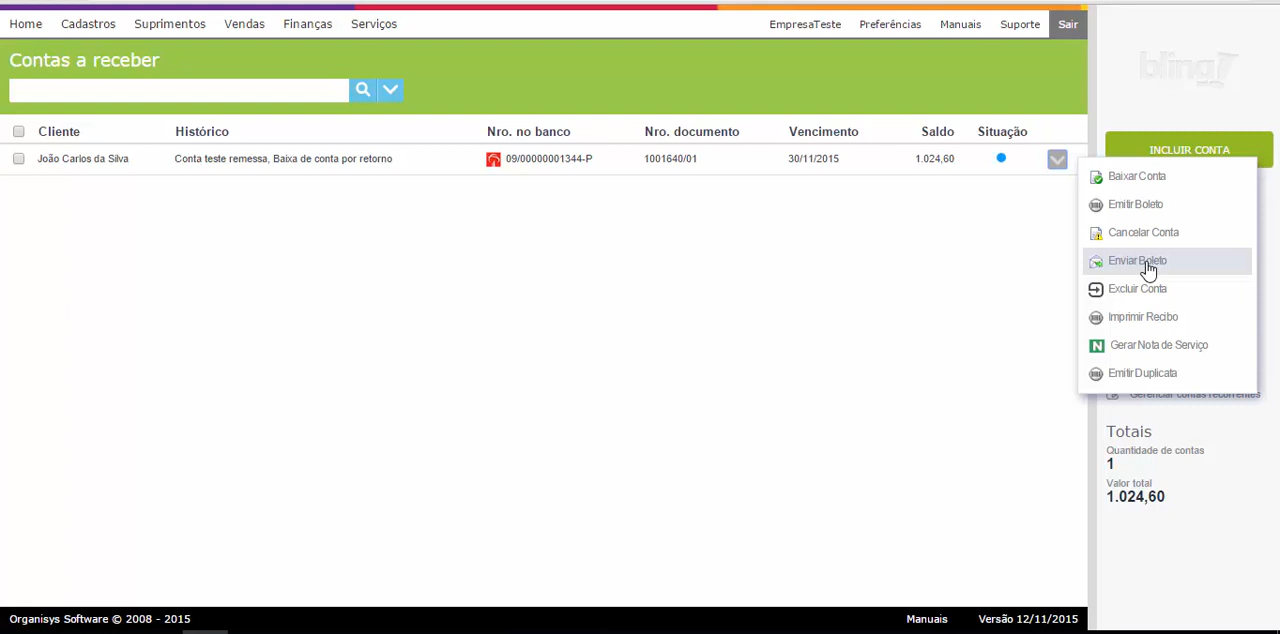 Home Cadastros Suprimentos Vendas Finanças Serviços EmpresaTeste Preferências Manuais Suporte Sair
Contas a receber
bling
INCLUIR CONTA
Cliente Histórico Nro. no banco Nro. documento Vencimento Saldo Situação
João Carlos da Silva Conta teste remessa, Baixa de conta por retorno 09/00000001344-P 1001640/01 30/11/2015 1.024,60
Baixar Conta
Emitir Boleto
Cancelar Conta
Enviar Boleto
Excluir Conta
Imprimir Recibo
N Gerar Nota de Serviço
Emitir Duplicata
Gerenciar contas recorrentes
Totais
Quantidade de contas
1
Valor total
1.024,60
Organisys Software © 2008 - 2015 Manuais Versão 12/11/2015